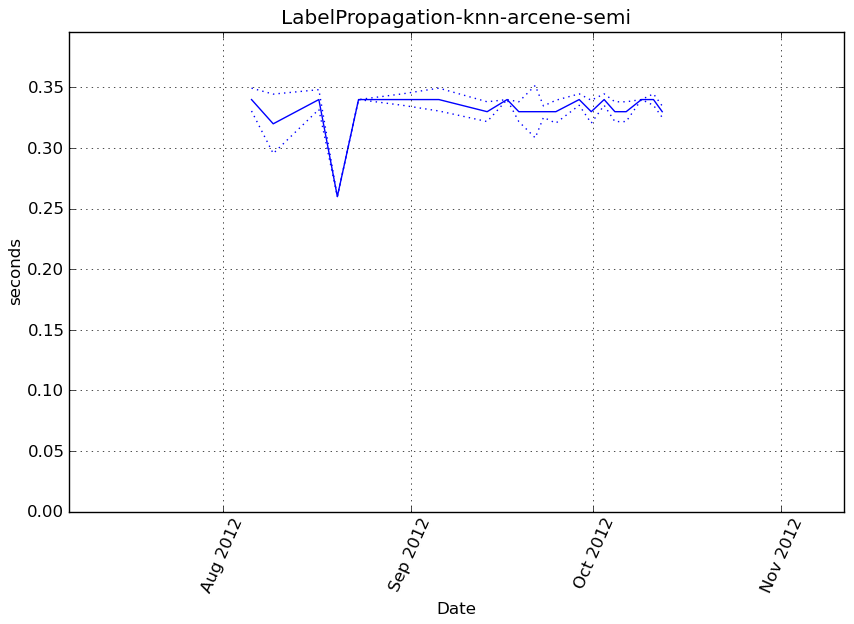 LabelPropagation-knn-arcene-semi
0.35
0.30
0.25
0.20
0.15
0.10
0.05
0.00
seconds
Aug 2012
Sep 2012
Oct 2012
Nov 2012
Date